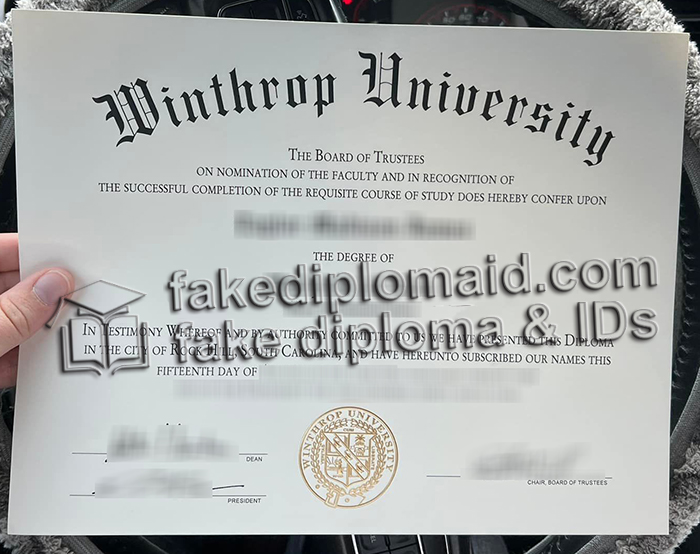 Winthrop University
THE BOARD OF TRUSTEES
ON NOMINATION OF THE FACULTY AND IN RECOGNITION OF
THE SUCCESSFUL COMPLETION OF THE REQUISITE COURSE OF STUDY DOES HEREBY CONFER UPON
THE DEGREE OF
fakediplomaid.com
fake diploma & IDs
IN TESTIMONY WHEREOF AND BY AUTHORITY COMMITTED TO US WE HAVE PRESENTED THIS DIPLOMA
IN THE CITY OF ROCK HILL, SOUTH CAROLINA, AND HAVE HEREUNTO SUBSCRIBED OUR NAMES THIS
FIFTEENTH DAY OF
WINTHROP UNIVERSITY
DEAN
CHAIR, BOARD OF TRUSTEES
PRESIDENT